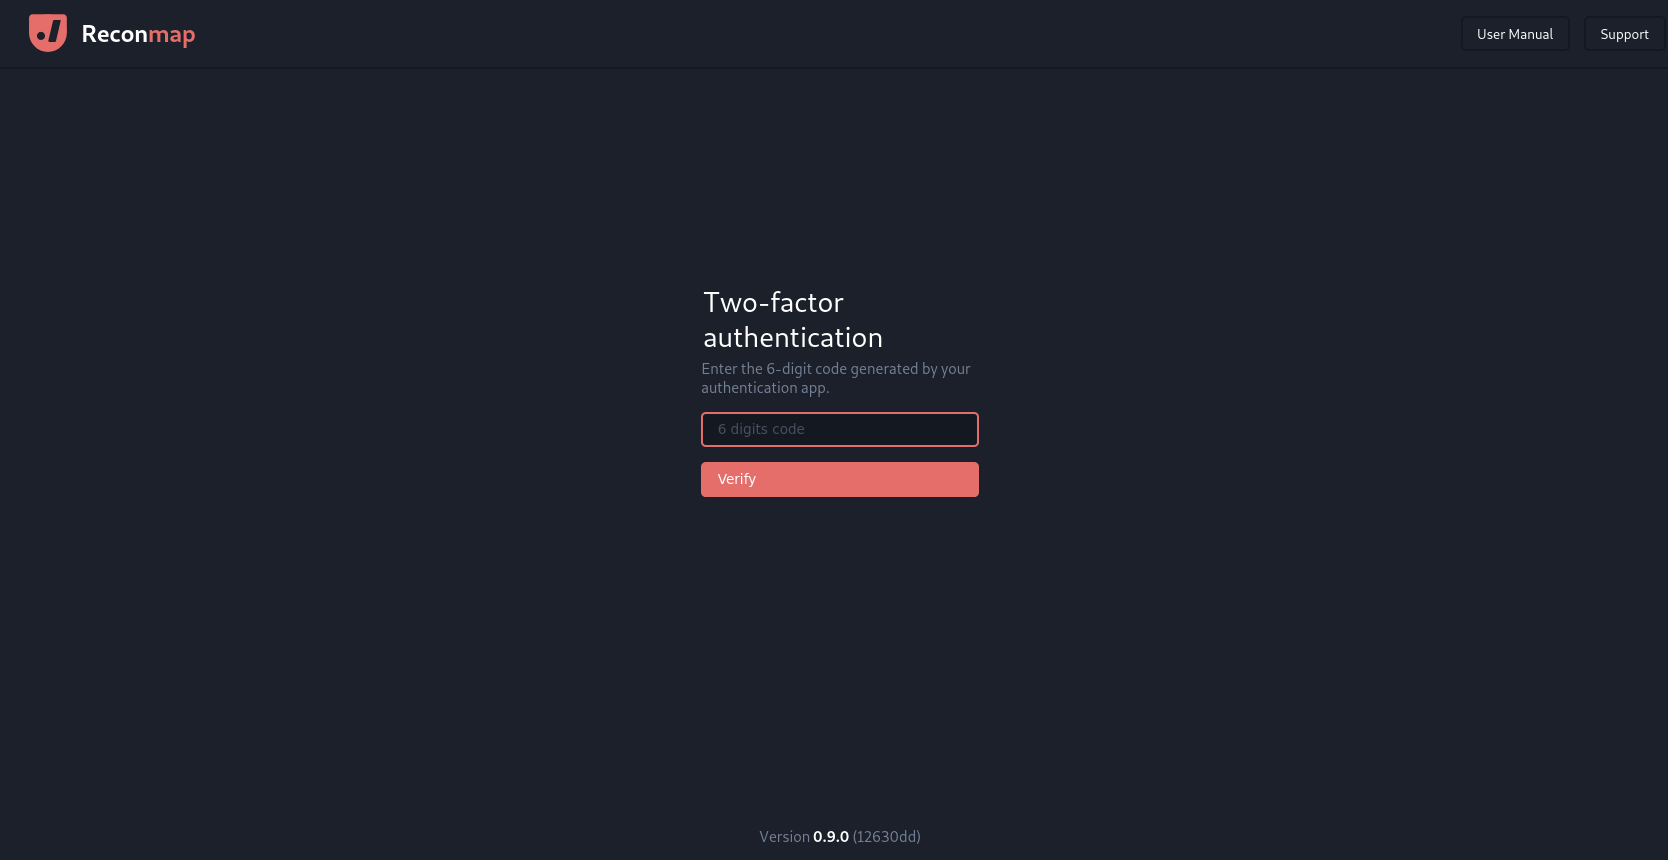 Reconmap
User Manual
Support
Two-factor
authentication
Enter the 6-digit code generated by your
authentication app.
6 digits code
Verify
Version 0.9.0 (12630dd)